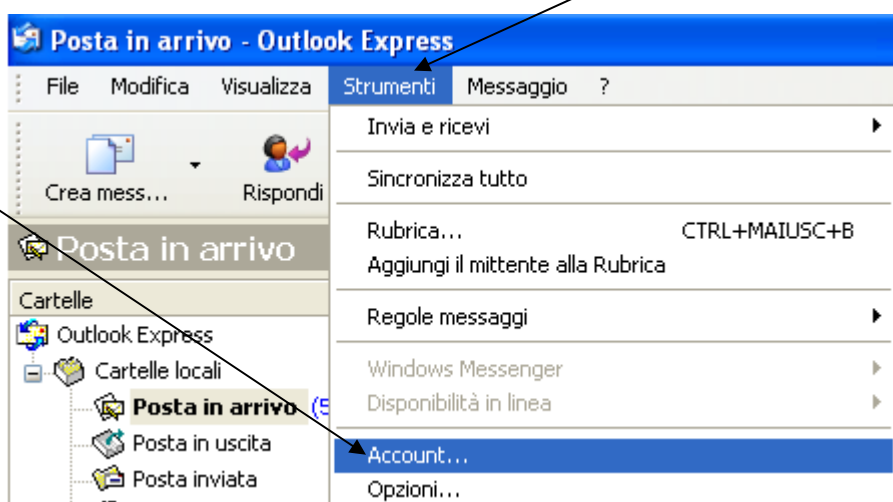 Posta in arrivo - Outlook Express
File Modifica Visualizza Strumenti Messaggio ?
Crea mess... Rispondi
Posta in arrivo
Cartelle
Outlook Express
Cartelle locali
Posta in arrivo (5
Posta in uscita
Posta inviata
Invia e ricevi
Sincronizza tutto
Rubrica... CTRL+MAIUSC+B
Aggiungi il mittente alla Rubrica
Regole messaggi
Windows Messenger
Disponibilità in linea
Account...
Opzioni...